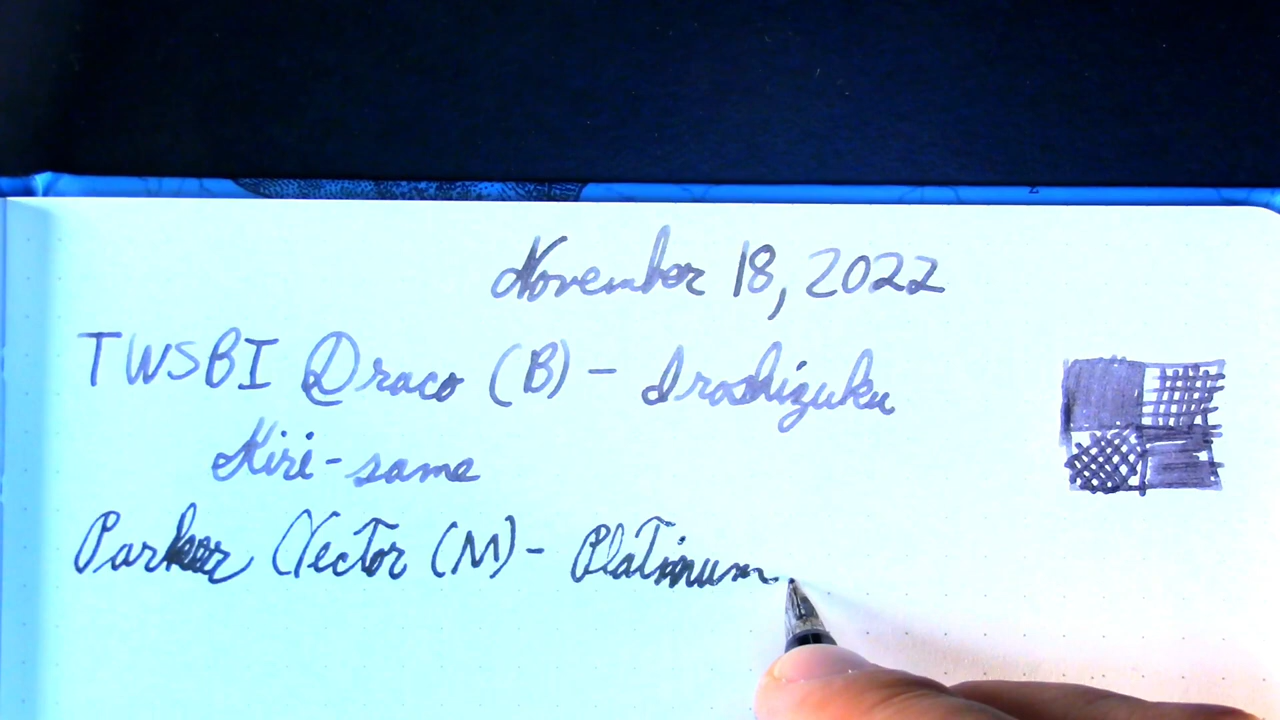 November 18, 2022
TWSBI Draco (B) - Iroshizuku
Kiri-same
Parker Vector (M) - Platinum